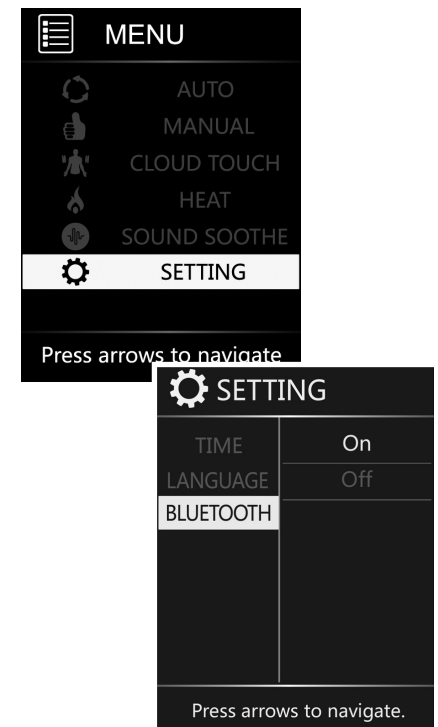 MENU
AUTO
MANUAL
CLOUD TOUCH
HEAT
SOUND SOOTHE
SETTING
Press arrows to navigate
SETTING
TIME
On
LANGUAGE
Off
BLUETOOTH
Press arrows to navigate.